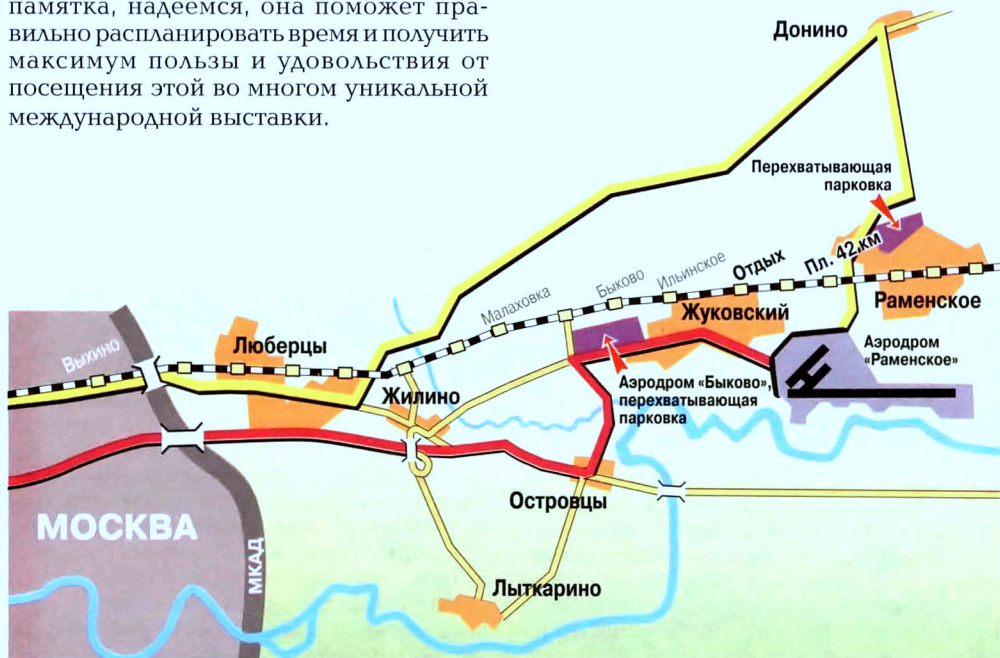 памятка, надеемся, она поможет пра-
вильно распланировать время и получить
максимум пользы и удовольствия от
посещения этой во многом уникальной
международной выставки.
Донино
Перехватывающая
парковка
Пл. 42 км
Отдых
Ильинское
Быково
Малаховка
Раменское
Жуковский
Аэродром
«Раменское»
Люберцы
Выхино
Жилино
Аэродром «Быково»,
перехватывающая
парковка
Островцы
МОСКВА
МКАД
Лыткарино